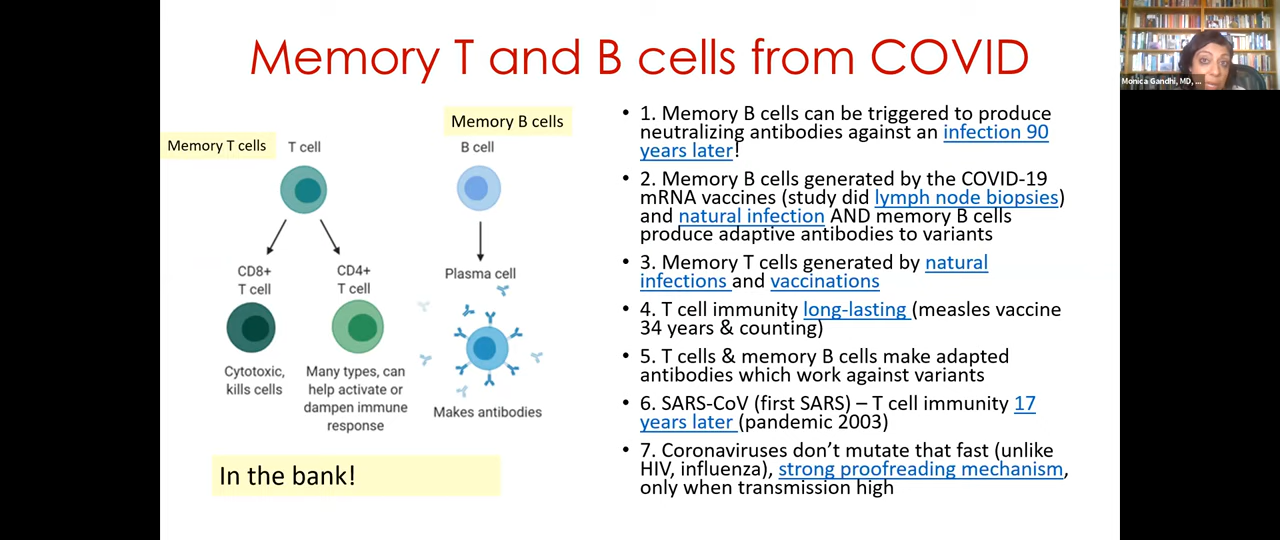 Memory T and B cells from COVID
Monica Gandhi, MD, ...
Memory T cells
T cell
Memory B cells
B cell
CD8+
T cell
CD4+
T cell
Plasma cell
Cytotoxic,
kills cells
Many types, can
help activate or
dampen immune
response
Makes antibodies
In the bank!
• 1. Memory B cells can be triggered to produce
neutralizing antibodies against an infection 90
years later!
• 2. Memory B cells generated by the COVID-19
mRNA vaccines (study did lymph node biopsies)
and natural infection AND memory B cells
produce adaptive antibodies to variants
• 3. Memory T cells generated by natural
infections and vaccinations
• 4. T cell immunity long-lasting (measles vaccine
34 years & counting)
• 5. T cells & memory B cells make adapted
antibodies which work against variants
• 6. SARS-CoV (first SARS) – T cell immunity 17
years later (pandemic 2003)
• 7. Coronaviruses don’t mutate that fast (unlike
HIV, influenza), strong proofreading mechanism,
only when transmission high